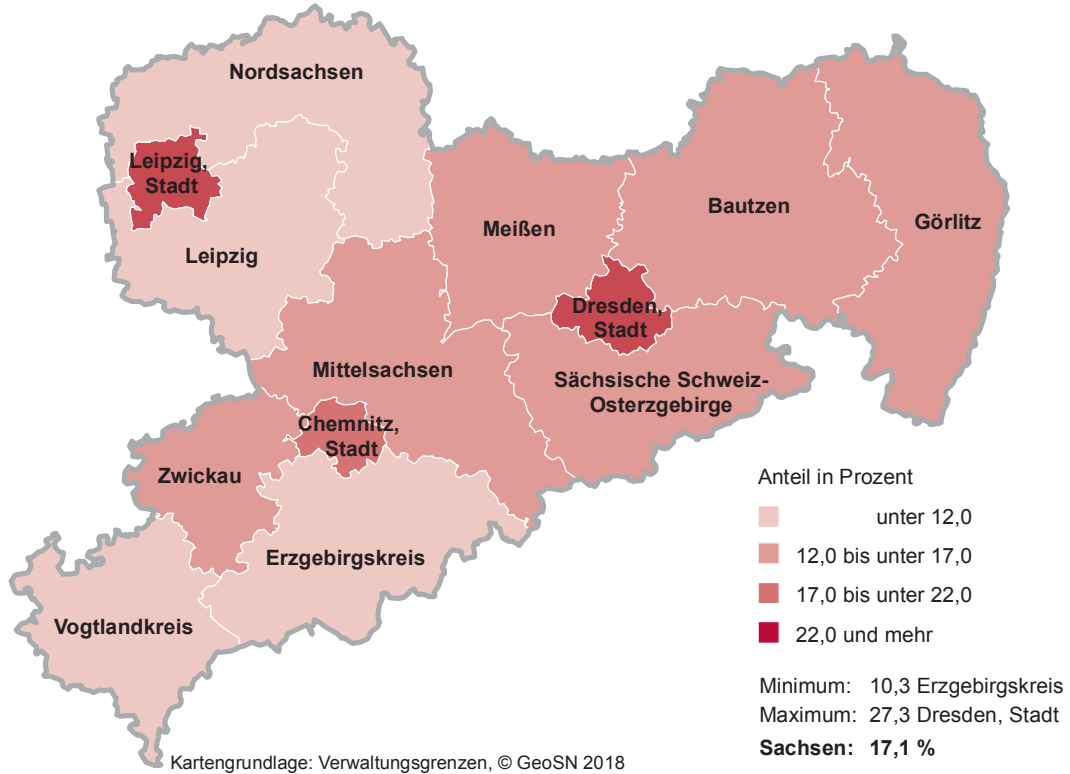 Nordsachsen
Leipzig,
Stadt
Leipzig
Meißen
Bautzen
Görlitz
Dresden,
Stadt
Mittelsachsen
Sächsische Schweiz-
Osterzgebirge
Chemnitz,
Stadt
Zwickau
Erzgebirgskreis
Vogtlandkreis
Anteil in Prozent
unter 12,0
12,0 bis unter 17,0
17,0 bis unter 22,0
22,0 und mehr
Minimum: 10,3 Erzgebirgskreis
Maximum: 27,3 Dresden, Stadt
Sachsen: 17,1 %
Kartengrundlage: Verwaltungsgrenzen, © GeoSN 2018